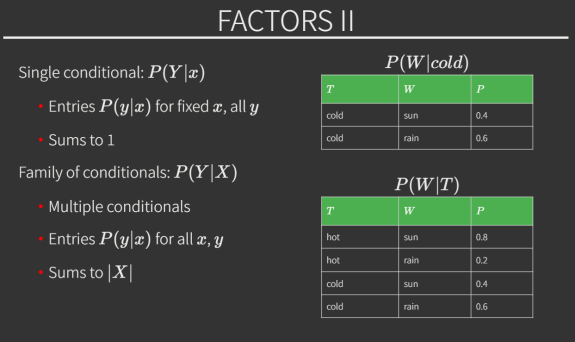 FACTORS II
Single conditional: P(Y|x)
• Entries P(y|x) for fixed x, all y
• Sums to 1
Family of conditionals: P(Y|X)
• Multiple conditionals
• Entries P(y|x) for all x, y
• Sums to |X|
P(W|cold)
T W P
cold sun 0.4
cold rain 0.6
P(W|T)
T W P
hot sun 0.8
hot rain 0.2
cold sun 0.4
cold rain 0.6